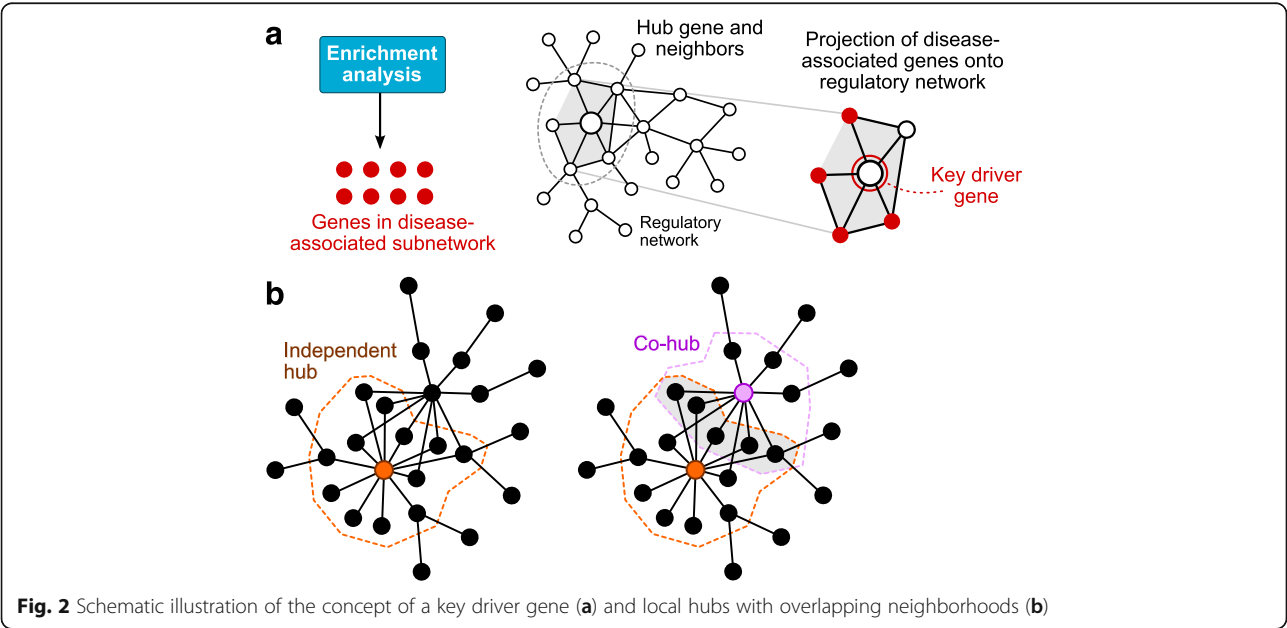 a
Enrichment
analysis
Genes in disease-
associated subnetwork
Hub gene and
neighbors
Regulatory
network
Projection of disease-
associated genes onto
regulatory network
Key driver
gene
b
Independent
hub
Co-hub
Fig. 2 Schematic illustration of the concept of a key driver gene (a) and local hubs with overlapping neighborhoods (b)